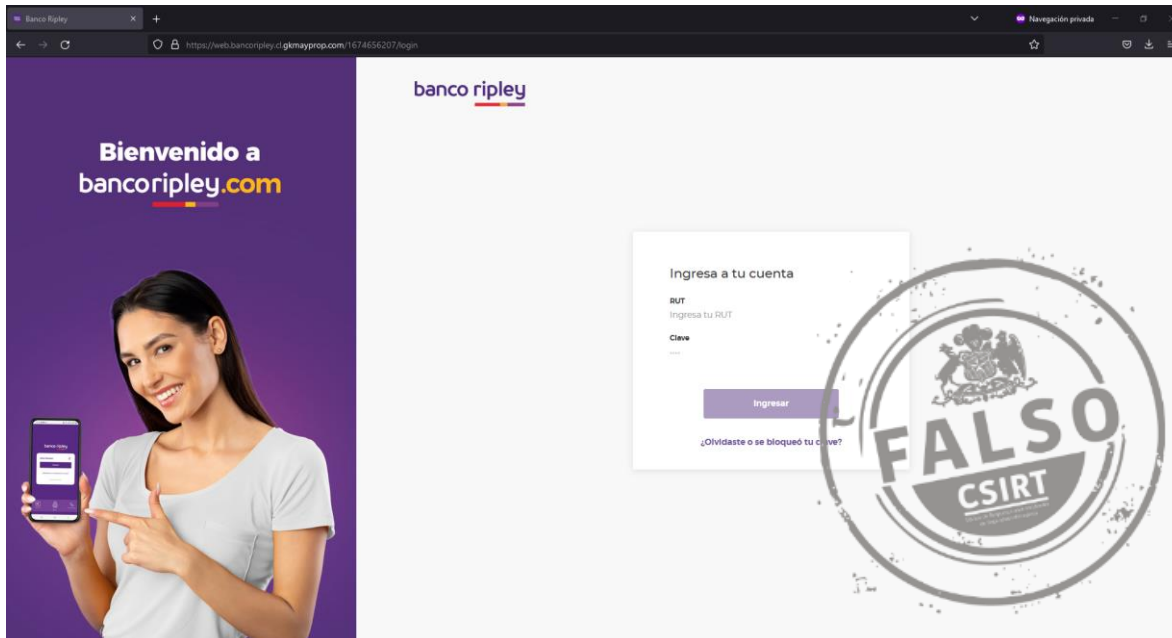 Banco Ripley
Navegación privada
https://web.bancoripley.cl.gkmayprop.com/1674656207/login
banco ripley
Bienvenido a
bancoripley.com
Ingresa a tu cuenta
RUT
Ingresa tu RUT
Clave
Ingresar
¿Olvidaste o se bloqueó tu clave?
FALSO
CSIRT